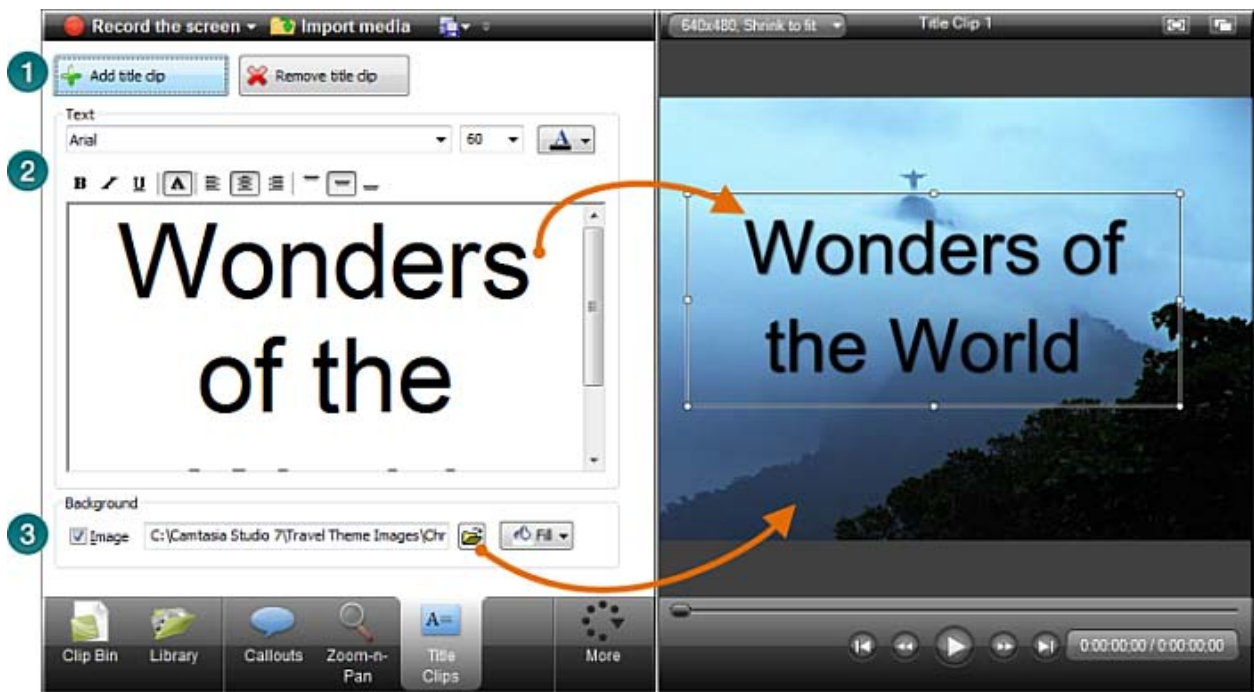 Record the screen
Import media
640x480, Shrink to fit
Title Clip 1
1
Add title clip
Remove title clip
Text
Arial
60
A
2
B I U A
Wonders
of the
Wonders of
the World
Background
3
Image
C:\Camtasia Studio 7\Travel Theme Images\Chr
Fill
Clip Bin
Library
Callouts
Zoom-n-
Pan
A=
Title
Clips
More
0:00:00;00 / 0:00:00;00